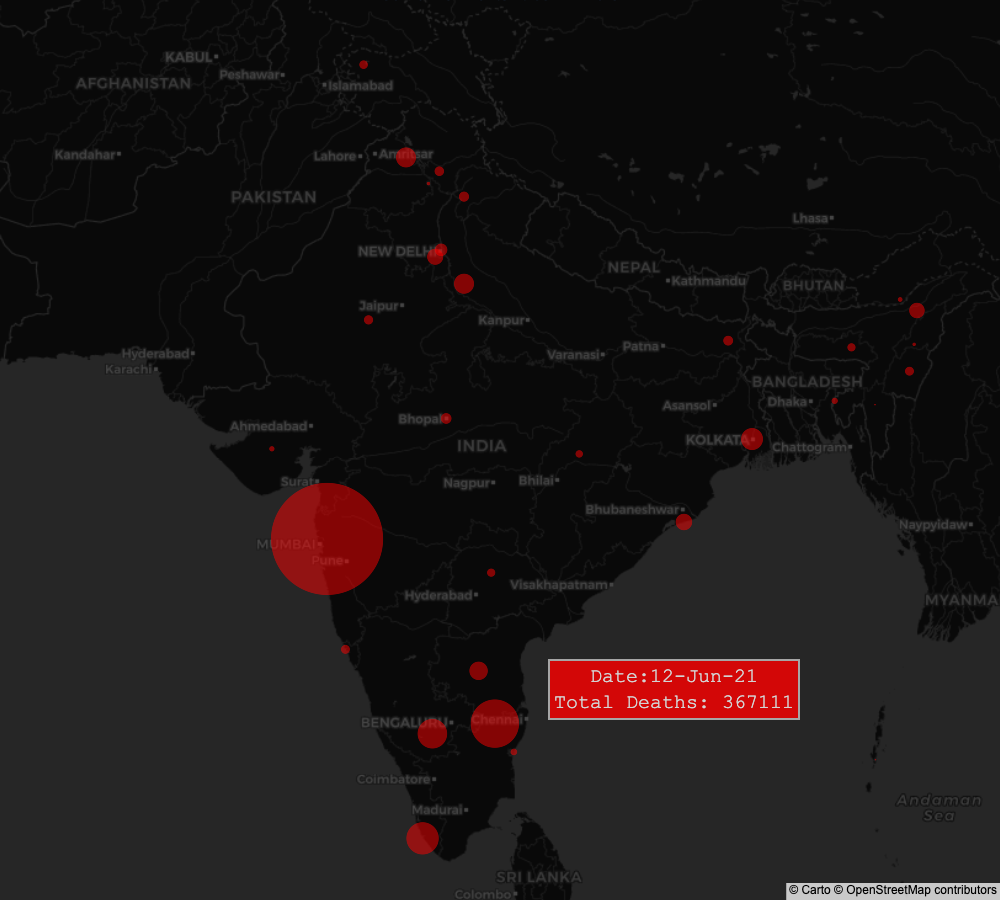 KABUL
Peshawar
AFGHANISTAN
Islamabad
Kandahar
Lahore
Amritsar
PAKISTAN
Lhasa
NEW DELHI
NEPAL
Kathmandu
BHUTAN
Jaipur
Kanpur
Hyderabad
Varanasi
Patna
Karachi
BANGLADESH
Dhaka
Asansol
Ahmedabad
Bhopal
INDIA
KOLKATA
Chattogram
Surat
Nagpur
Bhilai
Bhubaneshwar
Naypyidaw
MUMBAI
Pune
Hyderabad
Visakhapatnam
MYANMA
Date:12-Jun-21
Total Deaths: 367111
BENGALURU
Chennai
Coimbatore
Madurai
Andaman
Sea
SRI LANKA
Colombo
© Carto © OpenStreetMap contributors